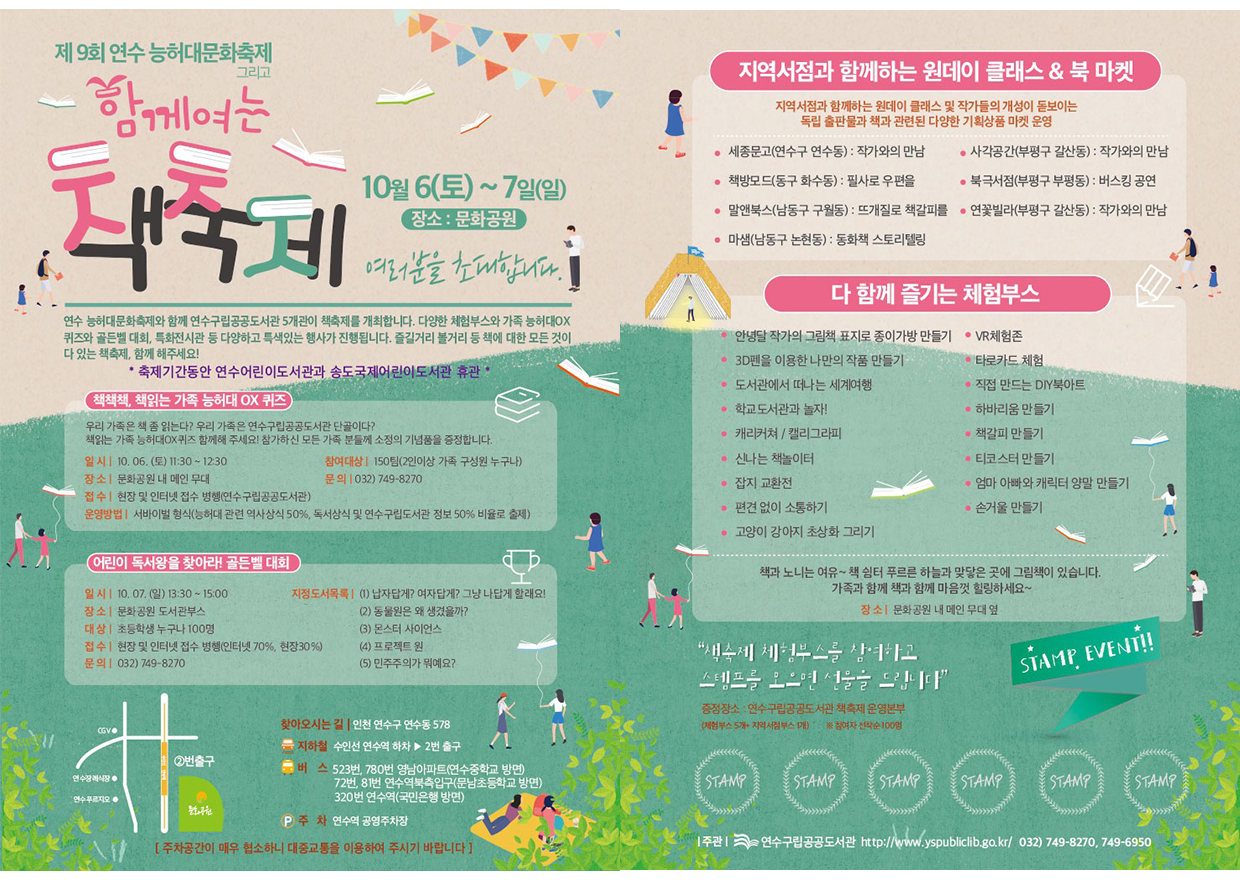 제 9회 연수 능허대문화축제
그리고
함께여는
책축제
10월 6(토) ~ 7일(일)
장소 : 문화공원
여러분을 초대합니다.
연수 능허대문화축제와 함께 연수구립공공도서관 5개관이 책축제를 개최합니다. 다양한 체험부스와 가족 능허대OX
퀴즈와 골든벨 대회, 특화전시관 등 다양하고 특색있는 행사가 진행됩니다. 즐길거리 볼거리 등 책에 대한 모든 것이
다 있는 책축제, 함께 해주세요!
* 축제기간동안 연수어린이도서관과 송도국제어린이도서관 휴관 *
책책책, 책읽는 가족 능허대 OX 퀴즈
우리 가족은 책 좀 읽는다? 우리 가족은 연수구립공공도서관 단골이다?
책읽는 가족 능허대OX퀴즈 함께해 주세요! 참가하신 모든 가족 분들께 소정의 기념품을 증정합니다.
일 시 | 10. 06. (토) 11:30 ~ 12:30
참여대상 | 150팀(2인이상 가족 구성원 누구나)
장 소 | 문화공원 내 메인 무대
문 의 | 032) 749-8270
접 수 | 현장 및 인터넷 접수 병행(연수구립공공도서관)
운영방법 | 서바이벌 형식(능허대 관련 역사상식 50%, 독서상식 및 연수구립도서관 정보 50% 비율로 출제)
어린이 독서왕을 찾아라! 골든벨 대회
일 시 | 10. 07. (일) 13:30 ~ 15:00
장 소 | 문화공원 도서관부스
대 상 | 초등학생 누구나 100명
접 수 | 현장 및 인터넷 접수 병행(인터넷 70%, 현장30%)
문 의 | 032) 749-8270
지정도서목록 | (1) 납자답게? 여자답게? 그냥 나답게 할래요!
(2) 동물원은 왜 생겼을까?
(3) 몬스터 사이언스
(4) 프로젝트 원
(5) 민주주의가 뭐예요?
CGV
연수장례식장
연수푸르지오
②번출구
문화공원
찾아오시는 길 | 인천 연수구 연수동 578
지하철 수인선 연수역 하차 ▶ 2번 출구
버 스 523번, 780번 영남아파트(연수중학교 방면)
72번, 81번 연수역북측입구(문남초등학교 방면)
320번 연수역(국민은행 방면)
P 주 차 연수역 공영주차장
[ 주차공간이 매우 협소하니 대중교통을 이용하여 주시기 바랍니다 ]
지역서점과 함께하는 원데이 클래스 & 북 마켓
지역서점과 함께하는 원데이 클래스 및 작가들의 개성이 돋보이는
독립 출판물과 책과 관련된 다양한 기획상품 마켓 운영
• 세종문고(연수구 연수동) : 작가와의 만남
• 책방모드(동구 화수동) : 필사로 우편을
• 말앤북스(남동구 구월동) : 뜨개질로 책갈피를
• 마샘(남동구 논현동) : 동화책 스토리텔링
• 사각공간(부평구 갈산동) : 작가와의 만남
• 북극서점(부평구 부평동) : 버스킹 공연
• 연꽃빌라(부평구 갈산동) : 작가와의 만남
다 함께 즐기는 체험부스
• 안녕달 작가의 그림책 표지로 종이가방 만들기
• 3D펜을 이용한 나만의 작품 만들기
• 도서관에서 떠나는 세계여행
• 학교도서관과 놀자!
• 캐리커쳐 / 캘리그라피
• 신나는 책놀이터
• 잡지 교환전
• 편견 없이 소통하기
• 고양이 강아지 초상화 그리기
• VR체험존
• 타로카드 체험
• 직접 만드는 DIY북아트
• 하바리움 만들기
• 책갈피 만들기
• 티코스터 만들기
• 엄마 아빠와 캐릭터 양말 만들기
• 손거울 만들기
책과 노니는 여유~ 책 쉼터 푸르른 하늘과 맞닿은 곳에 그림책이 있습니다.
가족과 함께 책과 함께 마음껏 힐링하세요~
장 소 | 문화공원 내 메인 무대 옆
“책축제 체험부스를 참여하고
스템프를 모으면 선물을 드립니다”
증정장소 : 연수구립공공도서관 책축제 운영본부
(체험부스 5개+ 지역서점부스 1개) ※ 참여자 선착순100명
STAMP EVENT!!
STAMP
STAMP
STAMP
STAMP
STAMP
STAMP
| 주관 | 연수구립공공도서관 http://www.yspubliclib.go.kr/ 032) 749-8270, 749-6950